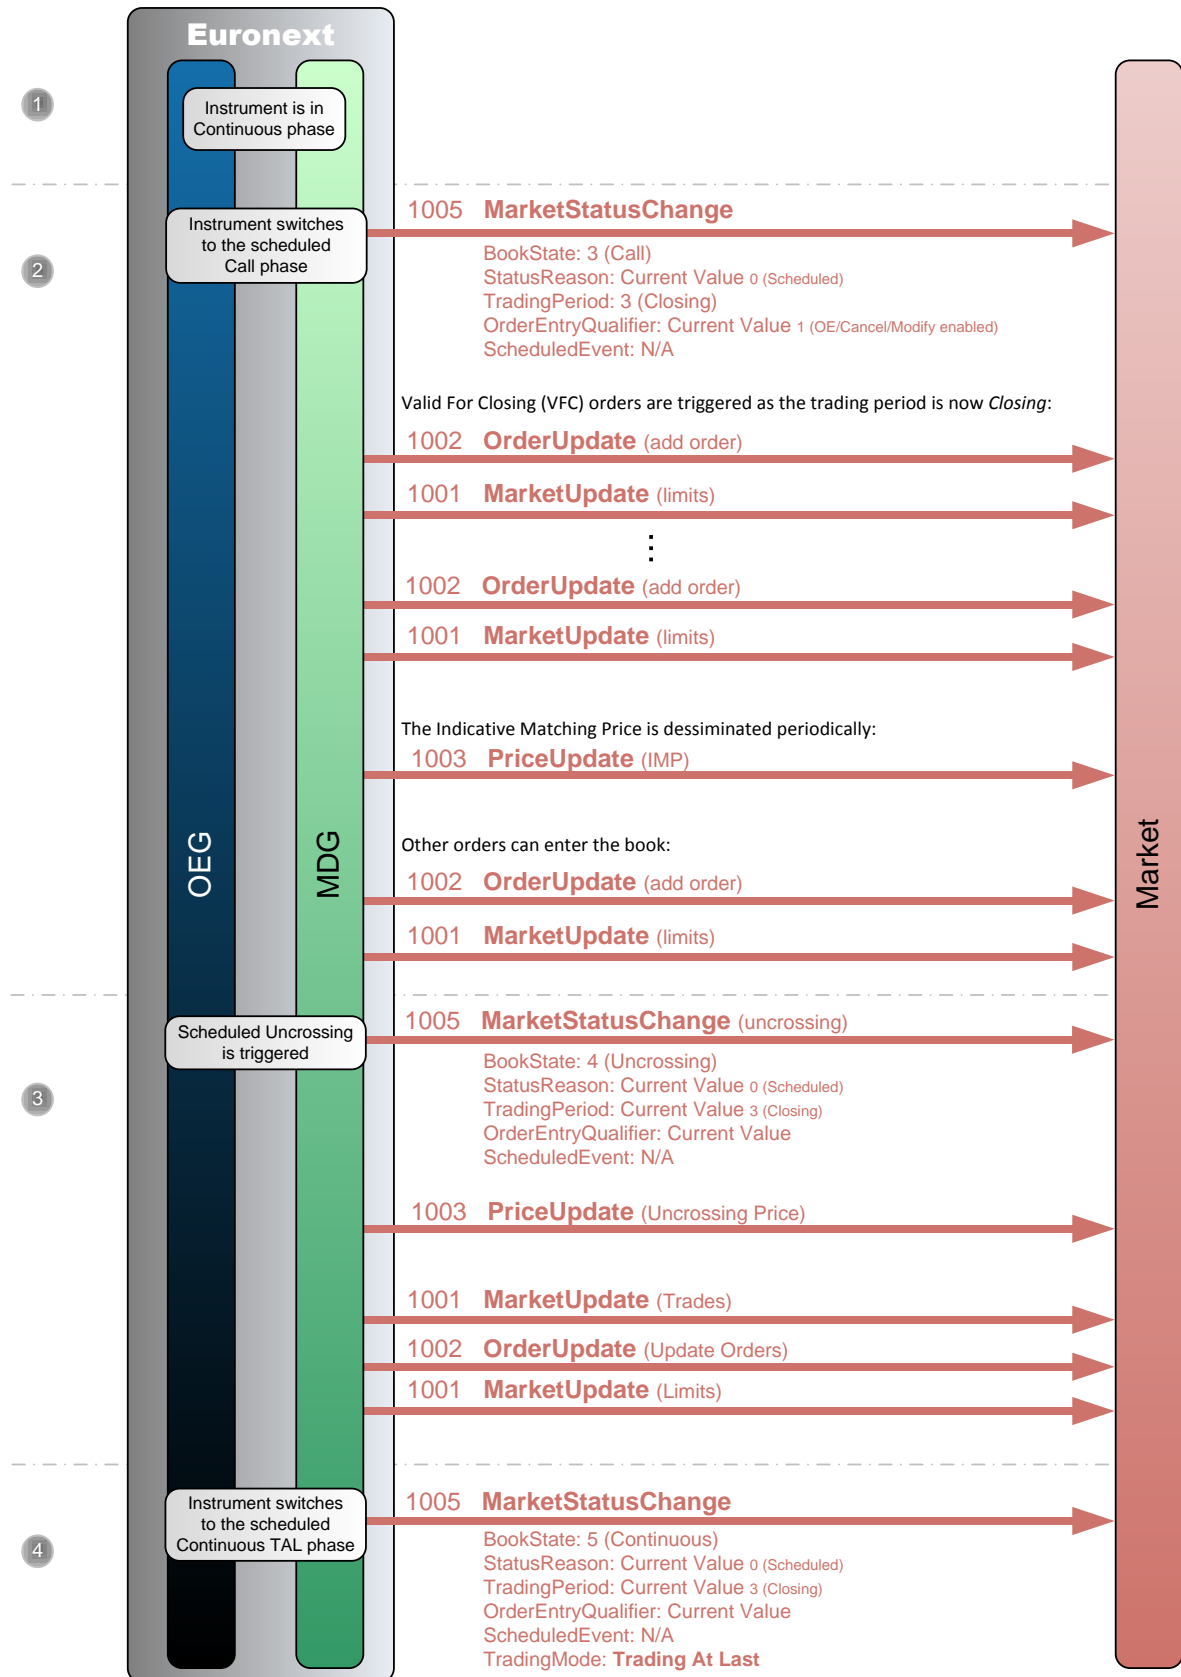 Euronext
1
Instrument is in
Continuous phase
2
Instrument switches
to the scheduled
Call phase
1005 MarketStatusChange
BookState: 3 (Call)
StatusReason: Current Value 0 (Scheduled)
TradingPeriod: 3 (Closing)
OrderEntryQualifier: Current Value 1 (OE/Cancel/Modify enabled)
ScheduledEvent: N/A
Valid For Closing (VFC) orders are triggered as the trading period is now Closing:
1002 OrderUpdate (add order)
1001 MarketUpdate (limits)
⋮
1002 OrderUpdate (add order)
1001 MarketUpdate (limits)
The Indicative Matching Price is dessiminated periodically:
1003 PriceUpdate (IMP)
OEG
MDG
Market
Other orders can enter the book:
1002 OrderUpdate (add order)
1001 MarketUpdate (limits)
3
Scheduled Uncrossing
is triggered
1005 MarketStatusChange (uncrossing)
BookState: 4 (Uncrossing)
StatusReason: Current Value 0 (Scheduled)
TradingPeriod: Current Value 3 (Closing)
OrderEntryQualifier: Current Value
ScheduledEvent: N/A
1003 PriceUpdate (Uncrossing Price)
1001 MarketUpdate (Trades)
1002 OrderUpdate (Update Orders)
1001 MarketUpdate (Limits)
4
Instrument switches
to the scheduled
Continuous TAL phase
1005 MarketStatusChange
BookState: 5 (Continuous)
StatusReason: Current Value 0 (Scheduled)
TradingPeriod: Current Value 3 (Closing)
OrderEntryQualifier: Current Value
ScheduledEvent: N/A
TradingMode: Trading At Last